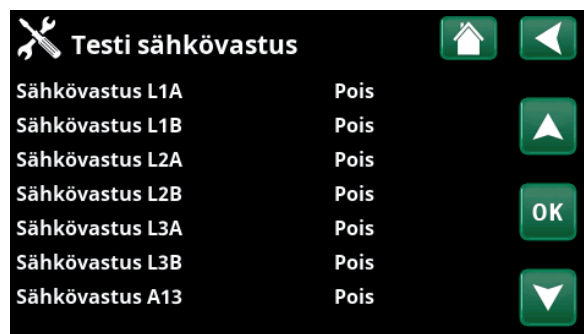 Testi sähkövastus
Sähkövastus L1A Pois
Sähkövastus L1B Pois
Sähkövastus L2A Pois
Sähkövastus L2B Pois
Sähkövastus L3A Pois
Sähkövastus L3B Pois
Sähkövastus A13 Pois
OK